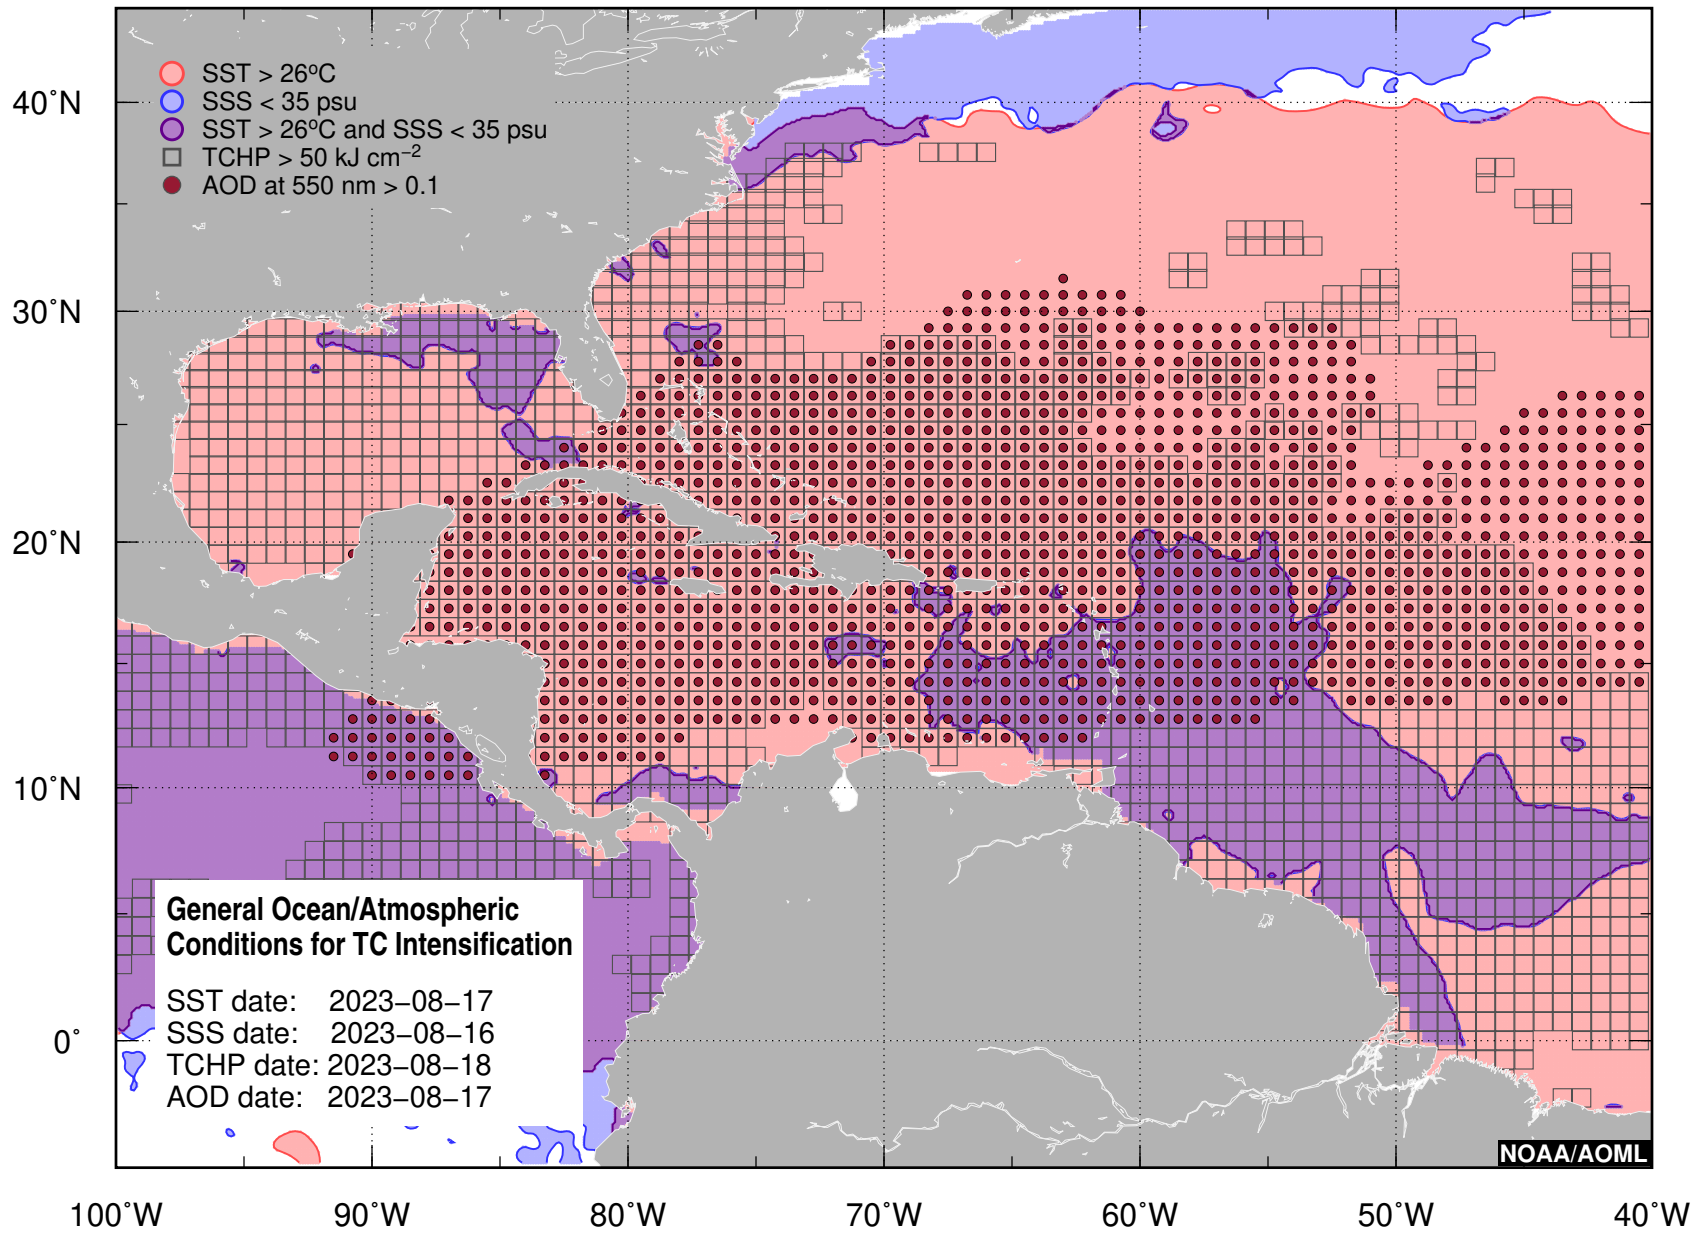 SST > 26°C
SSS < 35 psu
SST > 26°C and SSS < 35 psu
TCHP > 50 kJ cm−2
AOD at 550 nm > 0.1
40°N
30°N
20°N
10°N
0°
General Ocean/Atmospheric
Conditions for TC Intensification
SST date: 2023−08−17
SSS date: 2023−08−16
TCHP date: 2023−08−18
AOD date: 2023−08−17
NOAA/AOML
100°W 90°W 80°W 70°W 60°W 50°W 40°W